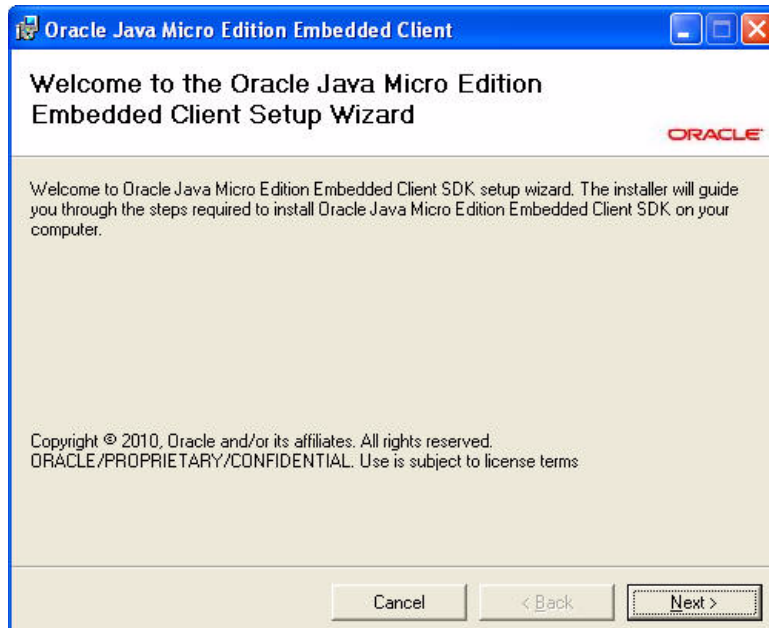 Oracle Java Micro Edition Embedded Client
Welcome to the Oracle Java Micro Edition
Embedded Client Setup Wizard
ORACLE
Welcome to Oracle Java Micro Edition Embedded Client SDK setup wizard. The installer will guide
you through the steps required to install Oracle Java Micro Edition Embedded Client SDK on your
computer.
Copyright © 2010, Oracle and/or its affiliates. All rights reserved.
ORACLE/PROPRIETARY/CONFIDENTIAL. Use is subject to license terms
Cancel < Back Next >